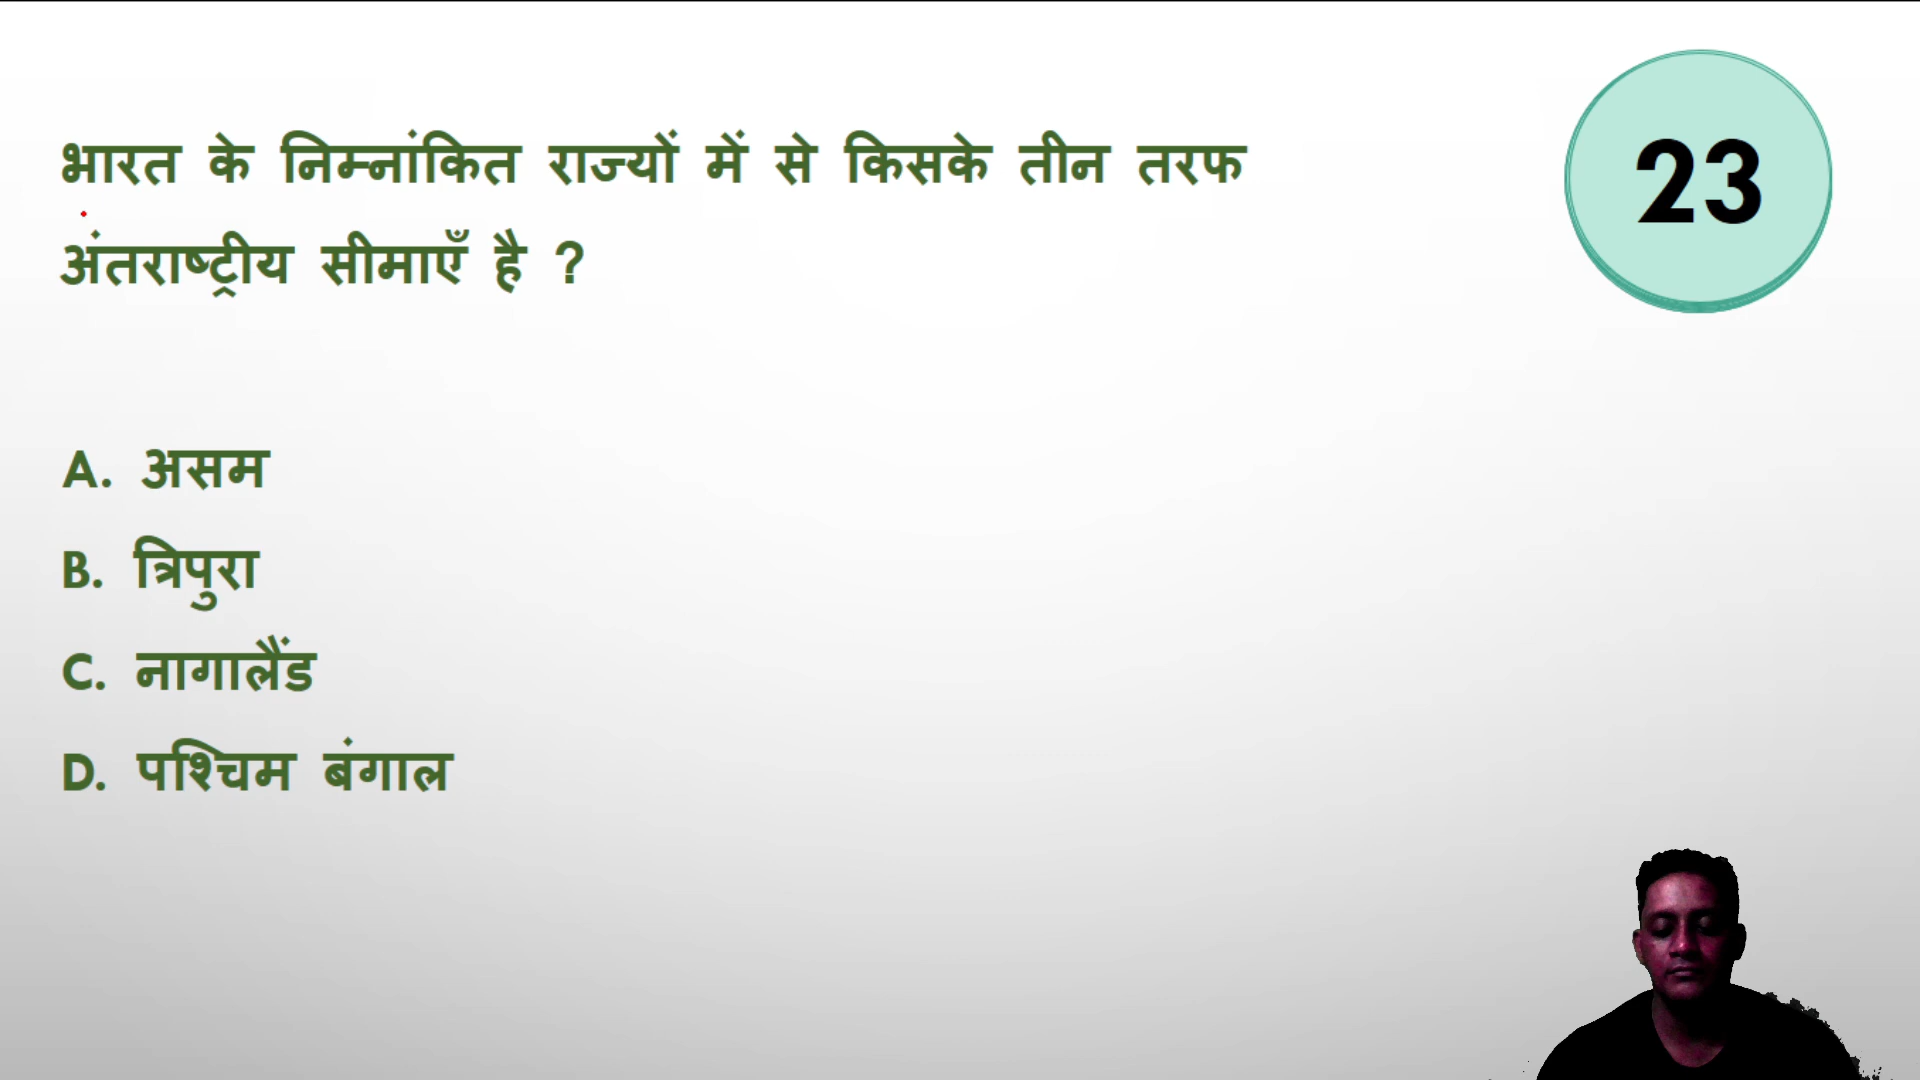 भारत के निम्नांकित राज्यों में से किसके तीन तरफ
23
अंतराष्ट्रीय सीमाएँ है ?
A. असम
B. त्रिपुरा
C. नागालैंड
D. पश्चिम बंगाल